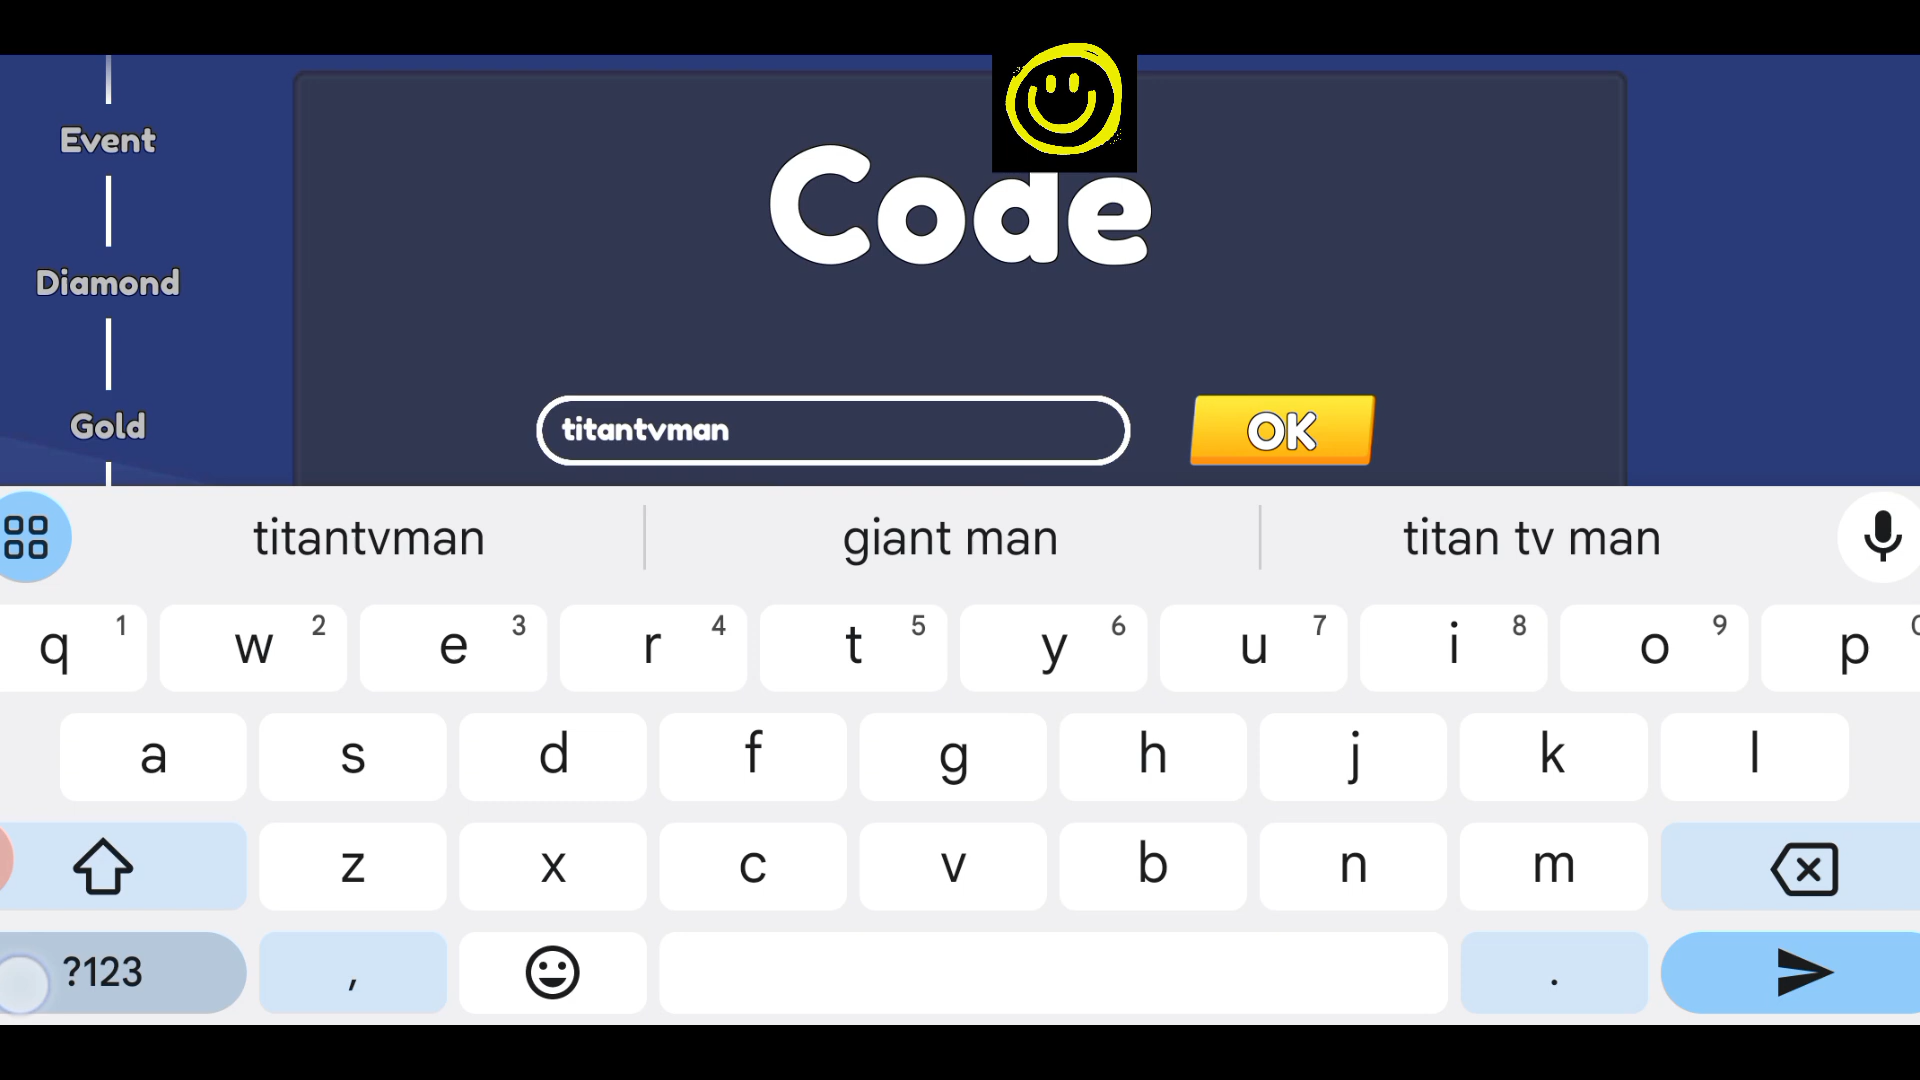 Event
Code
Diamond
Gold
titantvman
OK
titantvman giant man titan tv man
q 1 w 2 e 3 r 4 t 5 y 6 u 7 i 8 o 9 p 0
a s d f g h j k l
z x c v b n m
?123 , .